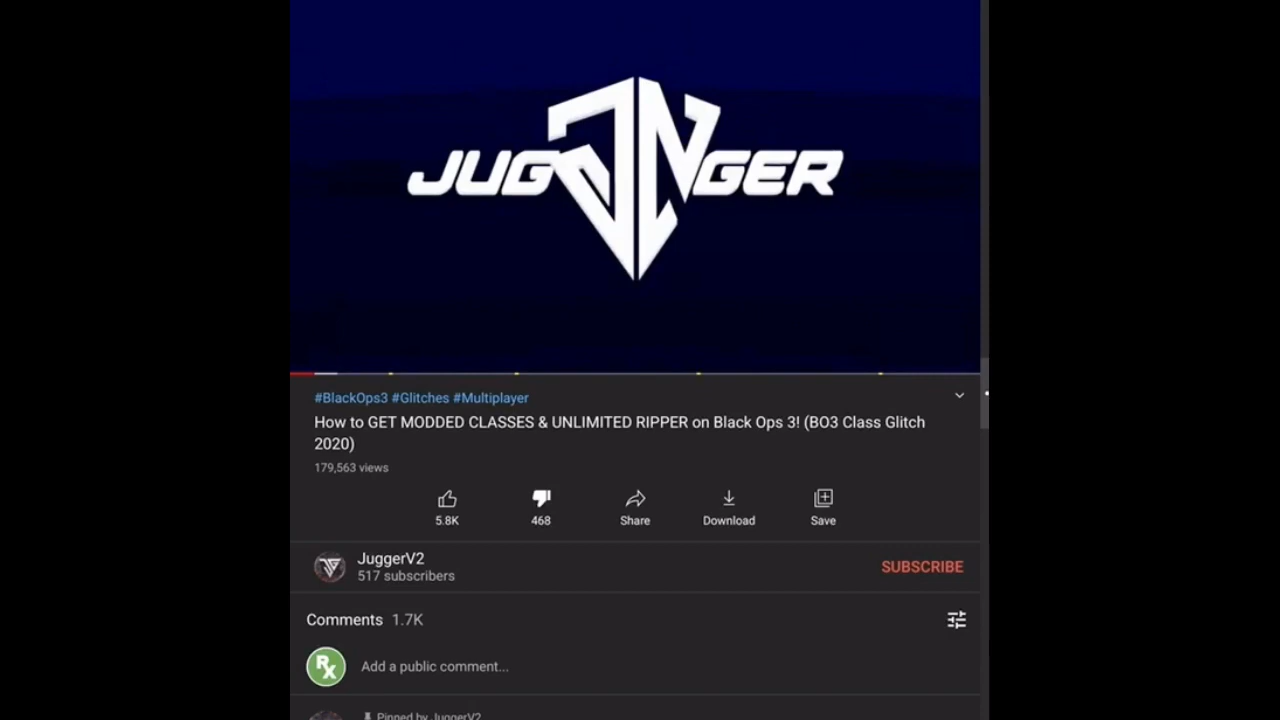 JUGGER
#BlackOps3 #Glitches #Multiplayer
How to GET MODDED CLASSES & UNLIMITED RIPPER on Black Ops 3! (BO3 Class Glitch
2020)
179,563 views
5.8K 468 Share Download Save
JuggerV2
517 subscribers
SUBSCRIBE
Comments 1.7K
RX
Add a public comment...
Pinned by JuggerV2